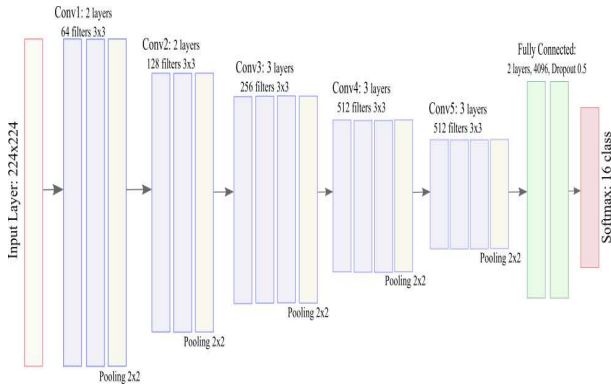 Input Layer: 224x224
Conv1: 2 layers
64 filters 3x3
Pooling 2x2
Conv2: 2 layers
128 filters 3x3
Pooling 2x2
Conv3: 3 layers
256 filters 3x3
Pooling 2x2
Conv4: 3 layers
512 filters 3x3
Pooling 2x2
Conv5: 3 layers
512 filters 3x3
Pooling 2x2
Fully Connected:
2 layers, 4096, Dropout 0.5
Softmax: 16 class